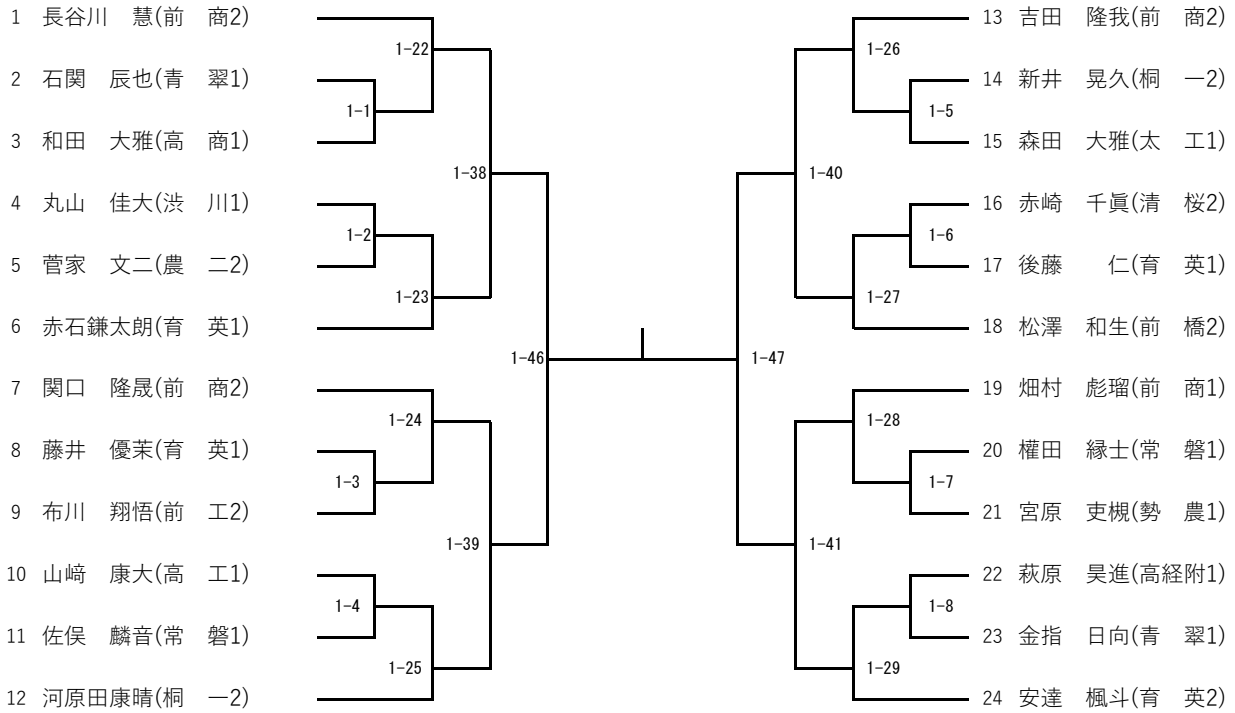 1 長谷川　慧(前　商2)
2 石関　辰也(青　翠1)
3 和田　大雅(高　商1)
4 丸山　佳大(渋　川1)
5 菅家　文二(農　二2)
6 赤石鎌太朗(育　英1)
7 関口　隆晟(前　商2)
8 藤井　優茉(育　英1)
9 布川　翔悟(前　工2)
10 山﨑　康大(高　工1)
11 佐俣　麟音(常　磐1)
12 河原田康晴(桐　一2)
1-22
1-1
1-38
1-2
1-23
1-46
1-24
1-3
1-39
1-4
1-25
1-26
1-5
1-40
1-6
1-27
1-47
1-28
1-7
1-41
1-8
1-29
13 吉田　隆我(前　商2)
14 新井　晃久(桐　一2)
15 森田　大雅(太　工1)
16 赤崎　千眞(清　桜2)
17 後藤　　仁(育　英1)
18 松澤　和生(前　橋2)
19 畑村　彪瑠(前　商1)
20 權田　縁士(常　磐1)
21 宮原　吏槻(勢　農1)
22 萩原　昊進(高経附1)
23 金指　日向(青　翠1)
24 安達　楓斗(育　英2)